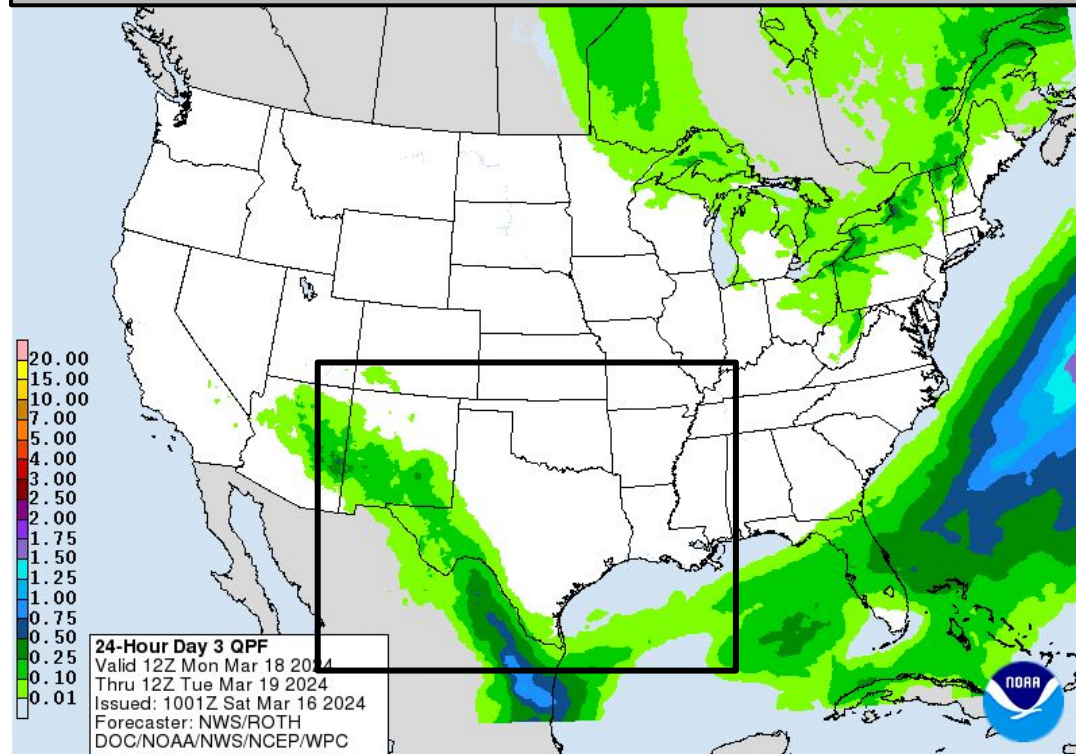 20.00
15.00
10.00
7.00
5.00
4.00
3.00
2.50
2.00
1.75
1.50
1.25
1.00
0.75
0.50
0.25
0.10
0.01
24-Hour Day 3 QPF
Valid 12Z Mon Mar 18 2024
Thru 12Z Tue Mar 19 2024
Issued: 1001Z Sat Mar 16 2024
Forecaster: NWS/ROTH
DOC/NOAA/NWS/NCEP/WPC
NOAA